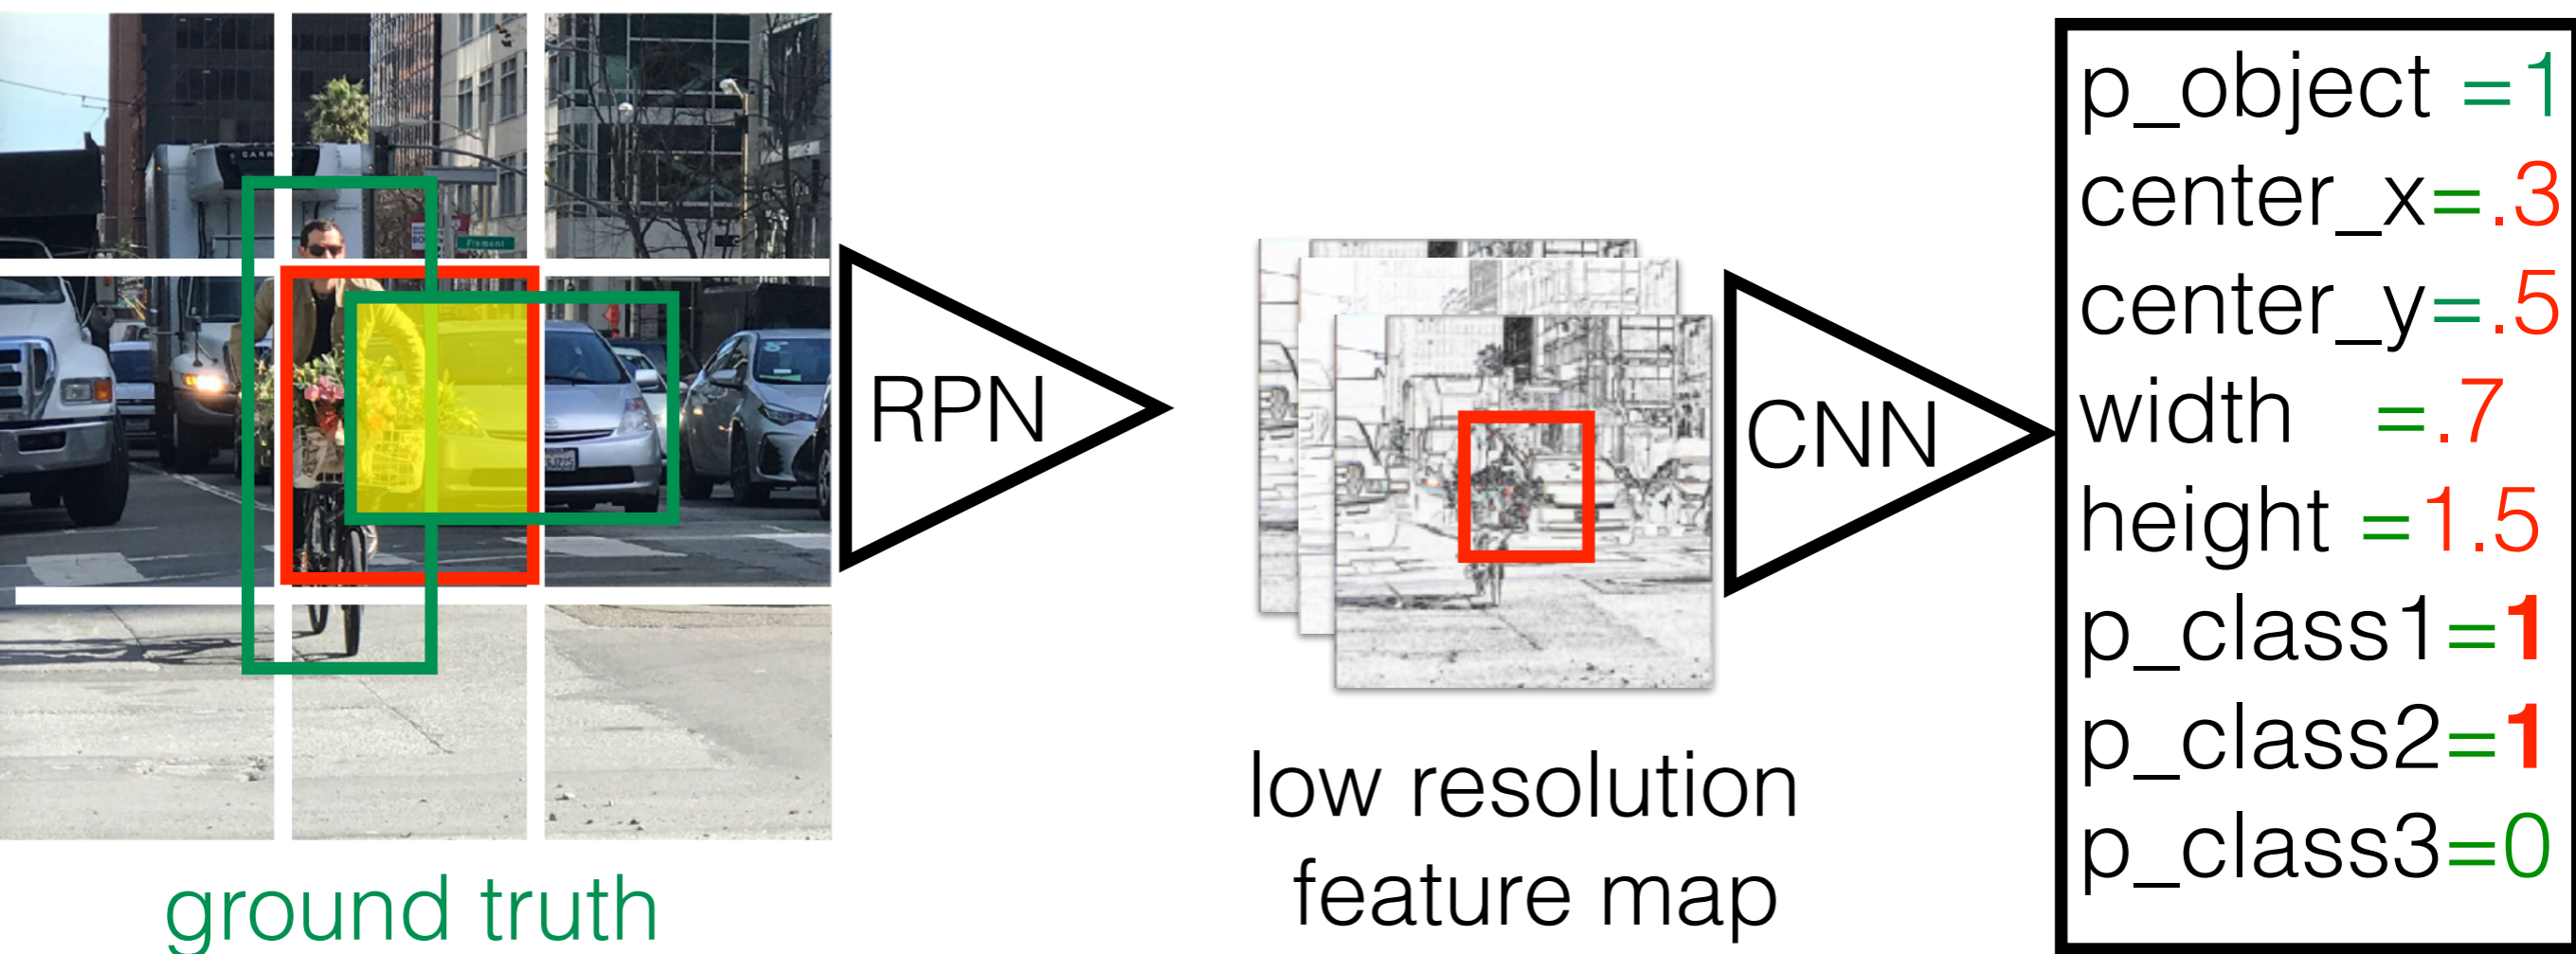 Fremont
RPN
CNN
p_object =1
center_x=.3
center_y=.5
width =.7
height =1.5
p_class1=1
p_class2=1
p_class3=0
low resolution
feature map
ground truth